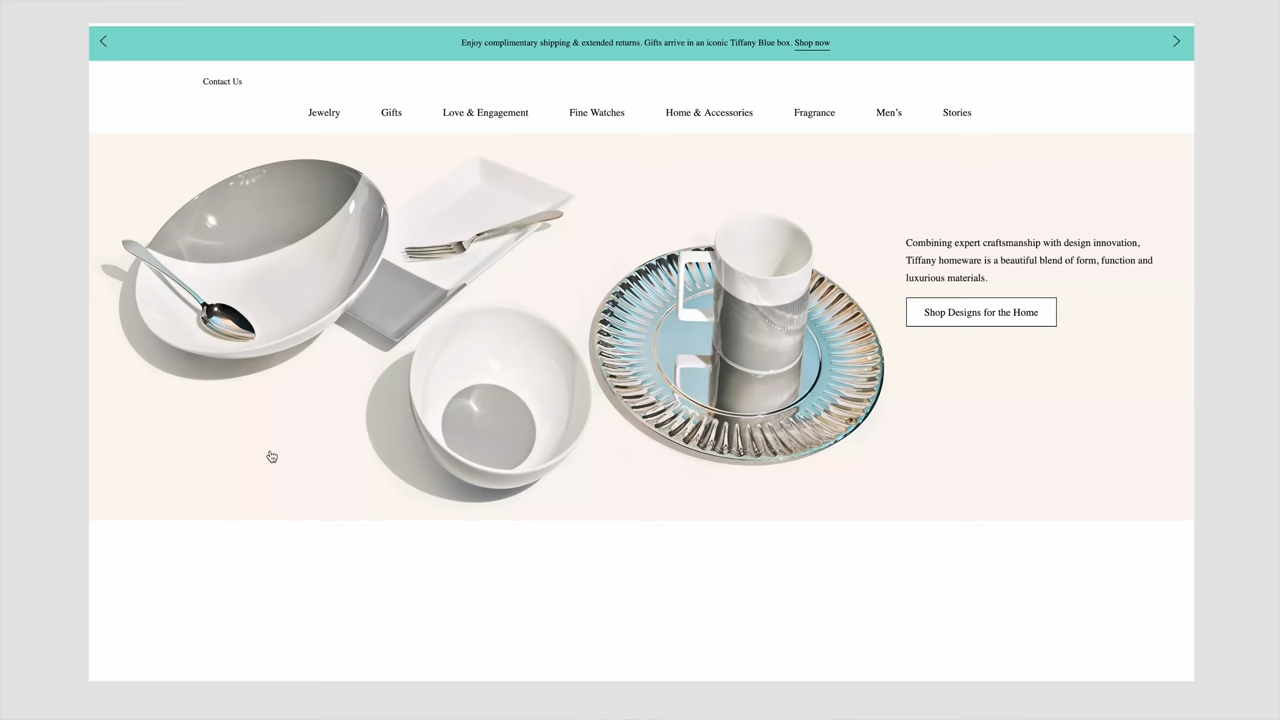 Enjoy complimentary shipping & extended returns. Gifts arrive in an iconic Tiffany Blue box. Shop now
Contact Us
Jewelry Gifts Love & Engagement Fine Watches Home & Accessories Fragrance Men’s Stories
Combining expert craftsmanship with design innovation,
Tiffany homeware is a beautiful blend of form, function and
luxurious materials.
Shop Designs for the Home